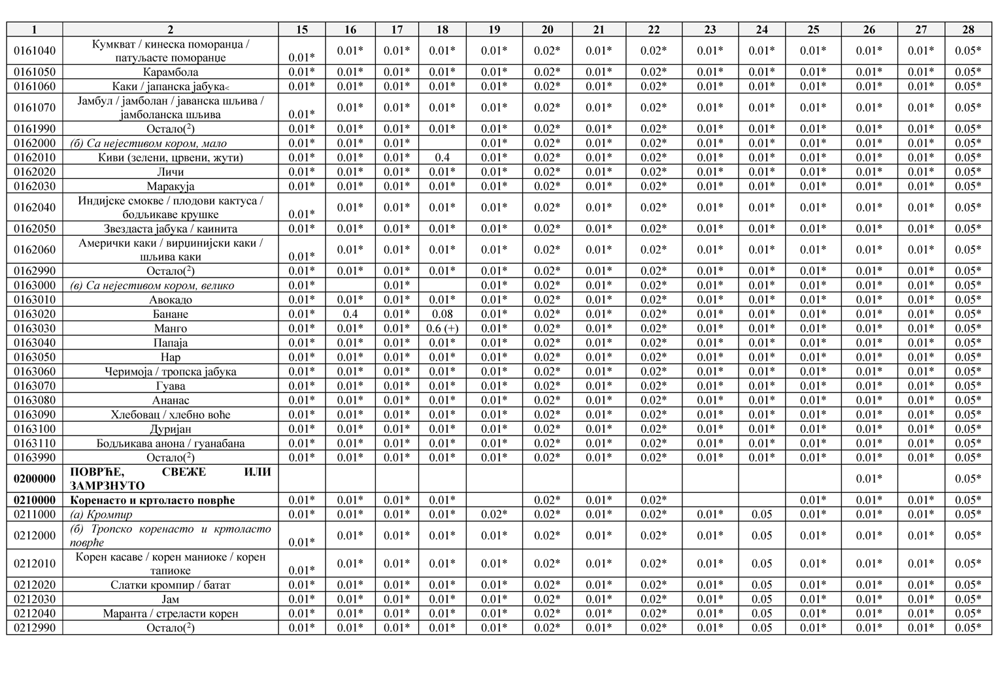 1 2 15 16 17 18 19 20 21 22 23 24 25 26 27 28
0161040 Кумкват / кинеска поморанџа / 0.01* 0.01* 0.01* 0.01* 0.02* 0.01* 0.02* 0.01* 0.01* 0.01* 0.01* 0.01* 0.05*
патуљасте поморанџе 0.01*
0161050 Карамбола 0.01* 0.01* 0.01* 0.01* 0.01* 0.02* 0.01* 0.02* 0.01* 0.01* 0.01* 0.01* 0.01* 0.05*
0161060 Каки / јапанска јабука< 0.01* 0.01* 0.01* 0.01* 0.01* 0.02* 0.01* 0.02* 0.01* 0.01* 0.01* 0.01* 0.01* 0.05*
0161070 Јамбул / јамболан / јаванска шљива / 0.01* 0.01* 0.01* 0.01* 0.02* 0.01* 0.02* 0.01* 0.01* 0.01* 0.01* 0.01* 0.05*
јамболанска шљива 0.01*
0161990 Остало(2) 0.01* 0.01* 0.01* 0.01* 0.01* 0.02* 0.01* 0.02* 0.01* 0.01* 0.01* 0.01* 0.01* 0.05*
0162000 (б) Са нејестивом кором, мало 0.01* 0.01* 0.01* 0.01* 0.02* 0.01* 0.02* 0.01* 0.01* 0.01* 0.01* 0.01* 0.05*
0162010 Киви (зелени, црвени, жути) 0.01* 0.01* 0.01* 0.4 0.01* 0.02* 0.01* 0.02* 0.01* 0.01* 0.01* 0.01* 0.01* 0.05*
0162020 Личи 0.01* 0.01* 0.01* 0.01* 0.01* 0.02* 0.01* 0.02* 0.01* 0.01* 0.01* 0.01* 0.01* 0.05*
0162030 Маракуја 0.01* 0.01* 0.01* 0.01* 0.01* 0.02* 0.01* 0.02* 0.01* 0.01* 0.01* 0.01* 0.01* 0.05*
0162040 Индијске смокве / плодови кактуса / 0.01* 0.01* 0.01* 0.01* 0.02* 0.01* 0.02* 0.01* 0.01* 0.01* 0.01* 0.01* 0.05*
бодљикаве крушке 0.01*
0162050 Звездаста јабука / каинита 0.01* 0.01* 0.01* 0.01* 0.01* 0.02* 0.01* 0.02* 0.01* 0.01* 0.01* 0.01* 0.01* 0.05*
0162060 Амерички каки / вирџинијски каки / 0.01* 0.01* 0.01* 0.01* 0.02* 0.01* 0.02* 0.01* 0.01* 0.01* 0.01* 0.01* 0.05*
шљива каки 0.01*
0162990 Остало(2) 0.01* 0.01* 0.01* 0.01* 0.01* 0.02* 0.01* 0.02* 0.01* 0.01* 0.01* 0.01* 0.01* 0.05*
0163000 (в) Са нејестивом кором, велико 0.01* 0.01* 0.01* 0.02* 0.01* 0.02* 0.01* 0.01* 0.01* 0.01* 0.01* 0.05*
0163010 Авокадо 0.01* 0.01* 0.01* 0.01* 0.01* 0.02* 0.01* 0.02* 0.01* 0.01* 0.01* 0.01* 0.01* 0.05*
0163020 Банане 0.01* 0.4 0.01* 0.08 0.01* 0.02* 0.01* 0.02* 0.01* 0.01* 0.01* 0.01* 0.01* 0.05*
0163030 Манго 0.01* 0.01* 0.01* 0.6 (+) 0.01* 0.02* 0.01* 0.02* 0.01* 0.01* 0.01* 0.01* 0.01* 0.05*
0163040 Папаја 0.01* 0.01* 0.01* 0.01* 0.01* 0.02* 0.01* 0.02* 0.01* 0.01* 0.01* 0.01* 0.01* 0.05*
0163050 Нар 0.01* 0.01* 0.01* 0.01* 0.01* 0.02* 0.01* 0.02* 0.01* 0.01* 0.01* 0.01* 0.01* 0.05*
0163060 Черимоја / тропска јабука 0.01* 0.01* 0.01* 0.01* 0.01* 0.02* 0.01* 0.02* 0.01* 0.01* 0.01* 0.01* 0.01* 0.05*
0163070 Гуава 0.01* 0.01* 0.01* 0.01* 0.01* 0.02* 0.01* 0.02* 0.01* 0.01* 0.01* 0.01* 0.01* 0.05*
0163080 Ананас 0.01* 0.01* 0.01* 0.01* 0.01* 0.02* 0.01* 0.02* 0.01* 0.01* 0.01* 0.01* 0.01* 0.05*
0163090 Хлебовац / хлебно воће 0.01* 0.01* 0.01* 0.01* 0.01* 0.02* 0.01* 0.02* 0.01* 0.01* 0.01* 0.01* 0.01* 0.05*
0163100 Дуријан 0.01* 0.01* 0.01* 0.01* 0.01* 0.02* 0.01* 0.02* 0.01* 0.01* 0.01* 0.01* 0.01* 0.05*
0163110 Бодљикава анона / гуанабана 0.01* 0.01* 0.01* 0.01* 0.01* 0.02* 0.01* 0.02* 0.01* 0.01* 0.01* 0.01* 0.01* 0.05*
0163990 Остало(2) 0.01* 0.01* 0.01* 0.01* 0.01* 0.02* 0.01* 0.02* 0.01* 0.01* 0.01* 0.01* 0.01* 0.05*
0200000 ПОВРЋЕ, СВЕЖЕ ИЛИ 0.01* 0.05*
ЗАМРЗНУТО
0210000 Коренасто и кртоласто поврће 0.01* 0.01* 0.01* 0.01* 0.02* 0.01* 0.02* 0.01* 0.01* 0.01* 0.05*
0211000 (а) Кромпир 0.01* 0.01* 0.01* 0.01* 0.02* 0.02* 0.01* 0.02* 0.01* 0.05 0.01* 0.01* 0.01* 0.05*
0212000 (б) Тропско коренасто и кртоласто 0.01* 0.01* 0.01* 0.01* 0.02* 0.01* 0.02* 0.01* 0.05 0.01* 0.01* 0.01* 0.05*
поврће 0.01*
0212010 Корен касаве / корен маниоке / корен 0.01* 0.01* 0.01* 0.01* 0.02* 0.01* 0.02* 0.01* 0.05 0.01* 0.01* 0.01* 0.05*
тапиоке 0.01*
0212020 Слатки кромпир / батат 0.01* 0.01* 0.01* 0.01* 0.01* 0.02* 0.01* 0.02* 0.01* 0.05 0.01* 0.01* 0.01* 0.05*
0212030 Јам 0.01* 0.01* 0.01* 0.01* 0.01* 0.02* 0.01* 0.02* 0.01* 0.05 0.01* 0.01* 0.01* 0.05*
0212040 Маранта / стреласти корен 0.01* 0.01* 0.01* 0.01* 0.01* 0.02* 0.01* 0.02* 0.01* 0.05 0.01* 0.01* 0.01* 0.05*
0212990 Остало(2) 0.01* 0.01* 0.01* 0.01* 0.01* 0.02* 0.01* 0.02* 0.01* 0.05 0.01* 0.01* 0.01* 0.05*